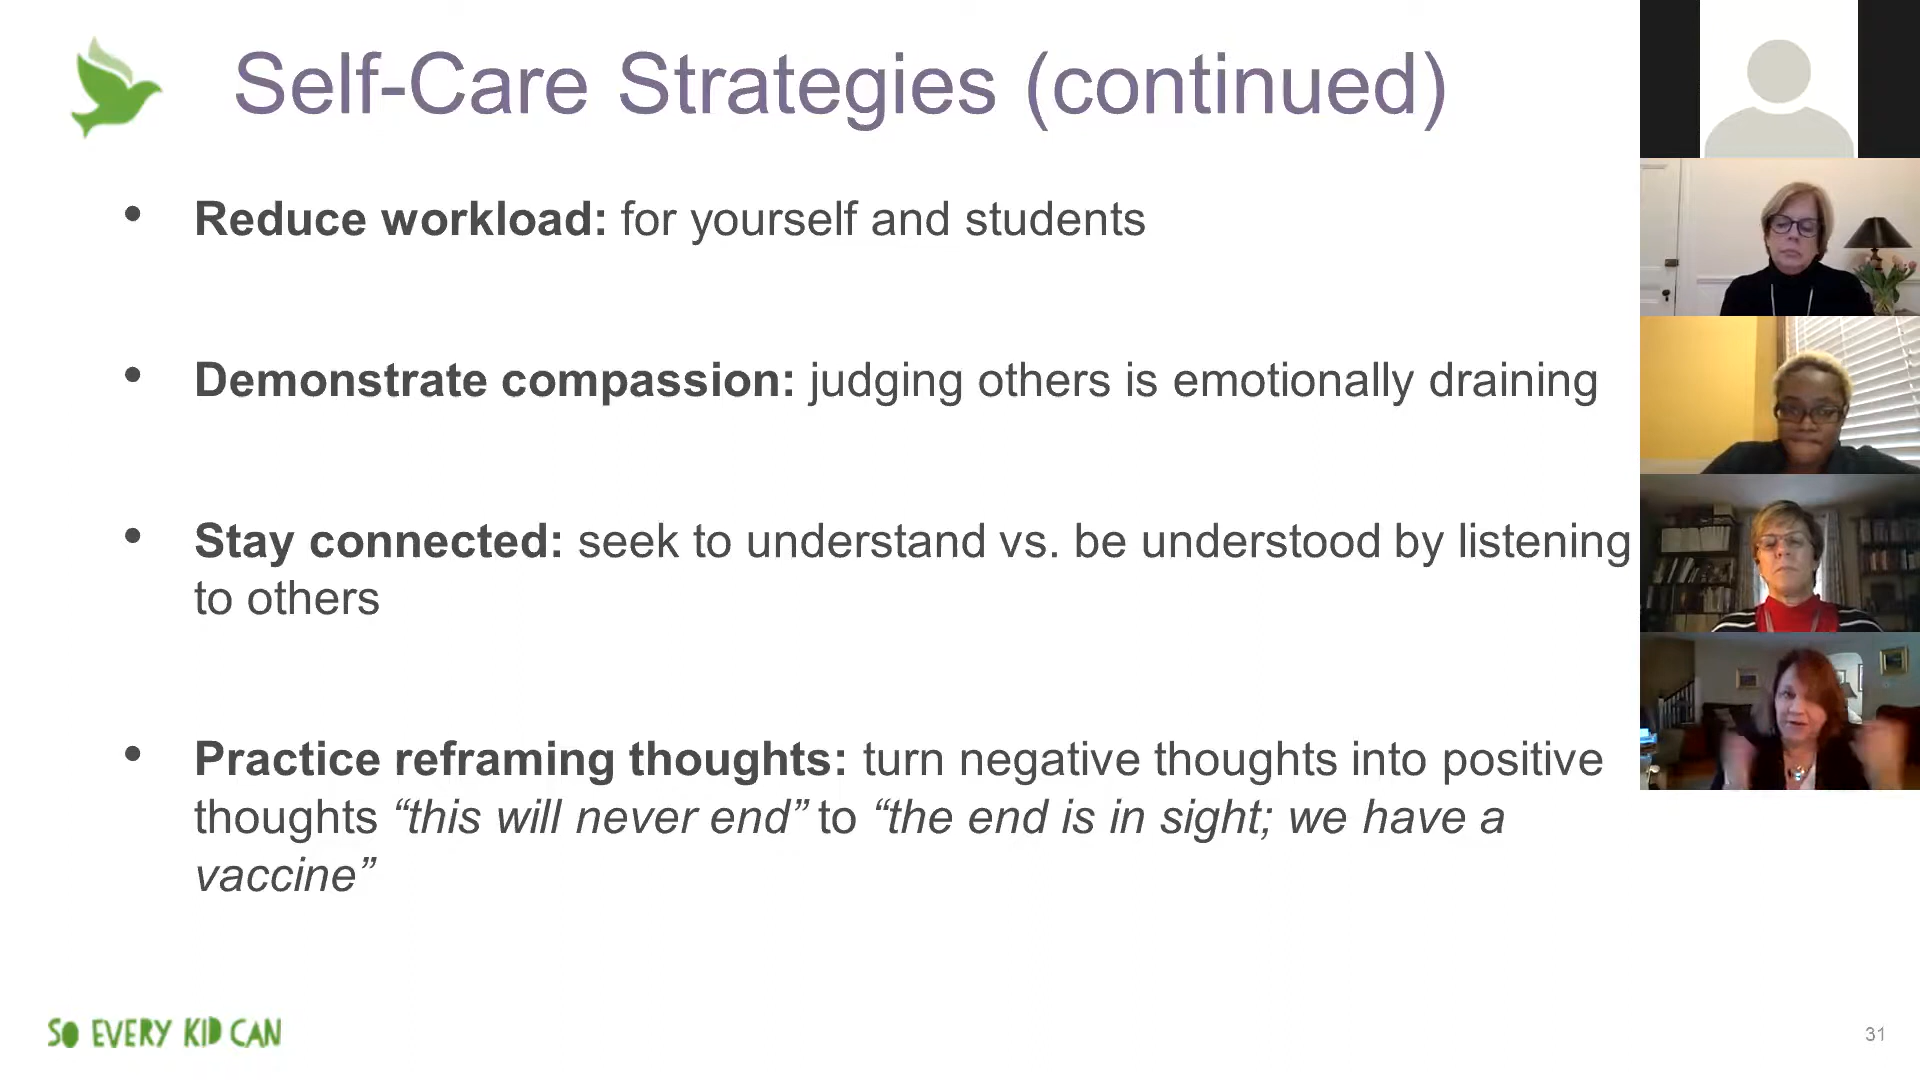 Self-Care Strategies (continued)
• Reduce workload: for yourself and students
• Demonstrate compassion: judging others is emotionally draining
• Stay connected: seek to understand vs. be understood by listening
to others
• Practice reframing thoughts: turn negative thoughts into positive
thoughts “this will never end” to “the end is in sight; we have a
vaccine”
SO EVERY KID CAN
31